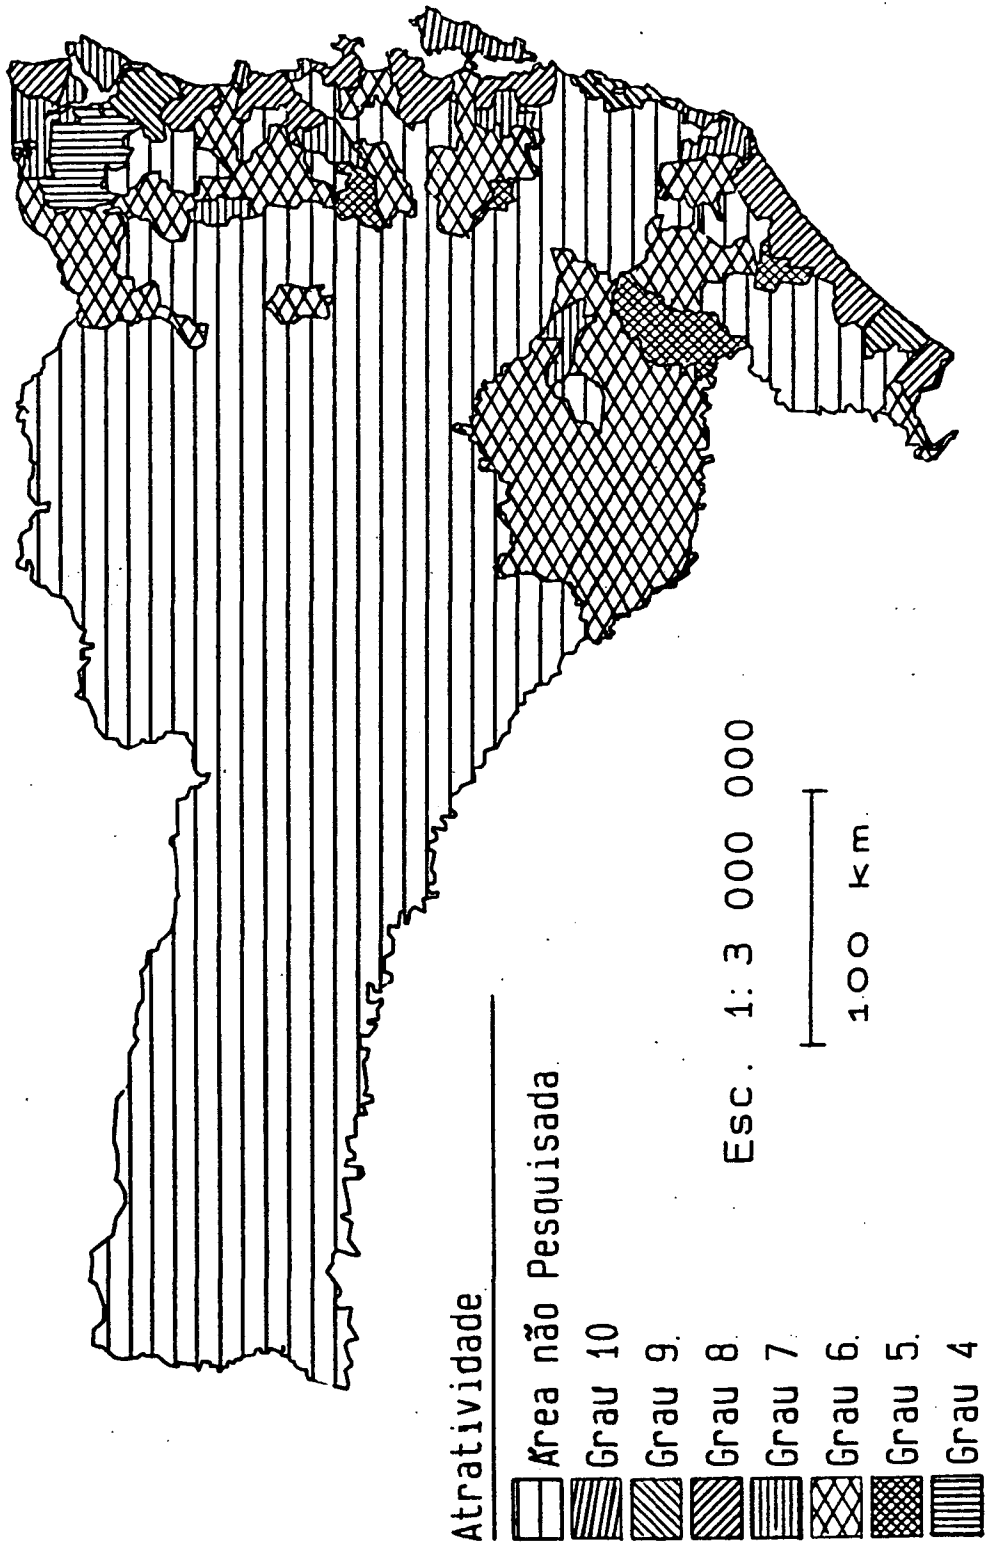 Atratividade
Área não Pesquisada
Grau 10
Grau 9.
Grau 8.
Grau 7.
Grau 6.
Grau 5.
Grau 4
Esc. 1:3 000 000
100 Km.